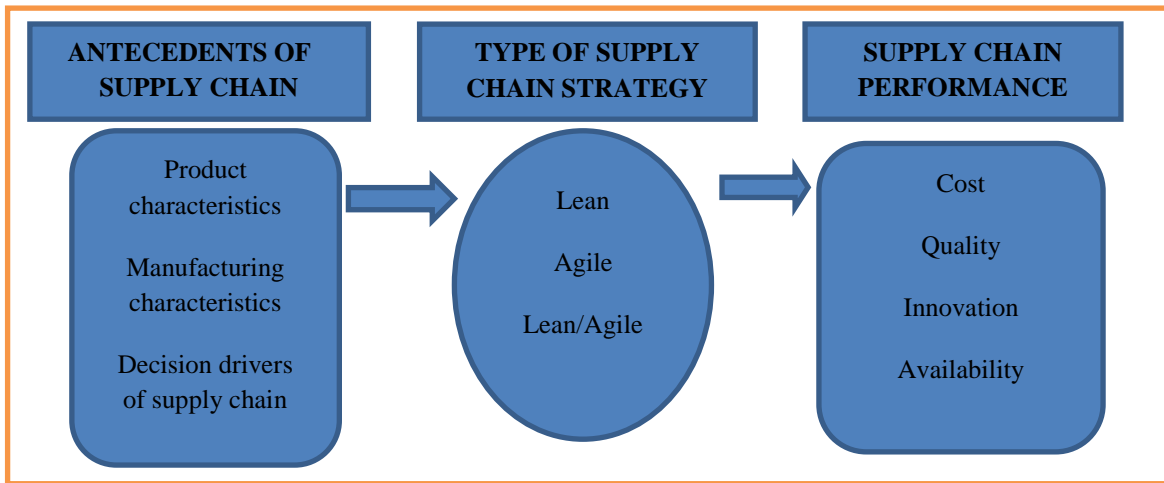 ANTECEDENTS OF
SUPPLY CHAIN
TYPE OF SUPPLY
CHAIN STRATEGY
SUPPLY CHAIN
PERFORMANCE
Product
characteristics
Manufacturing
characteristics
Decision drivers
of supply chain
Lean
Agile
Lean/Agile
Cost
Quality
Innovation
Availability